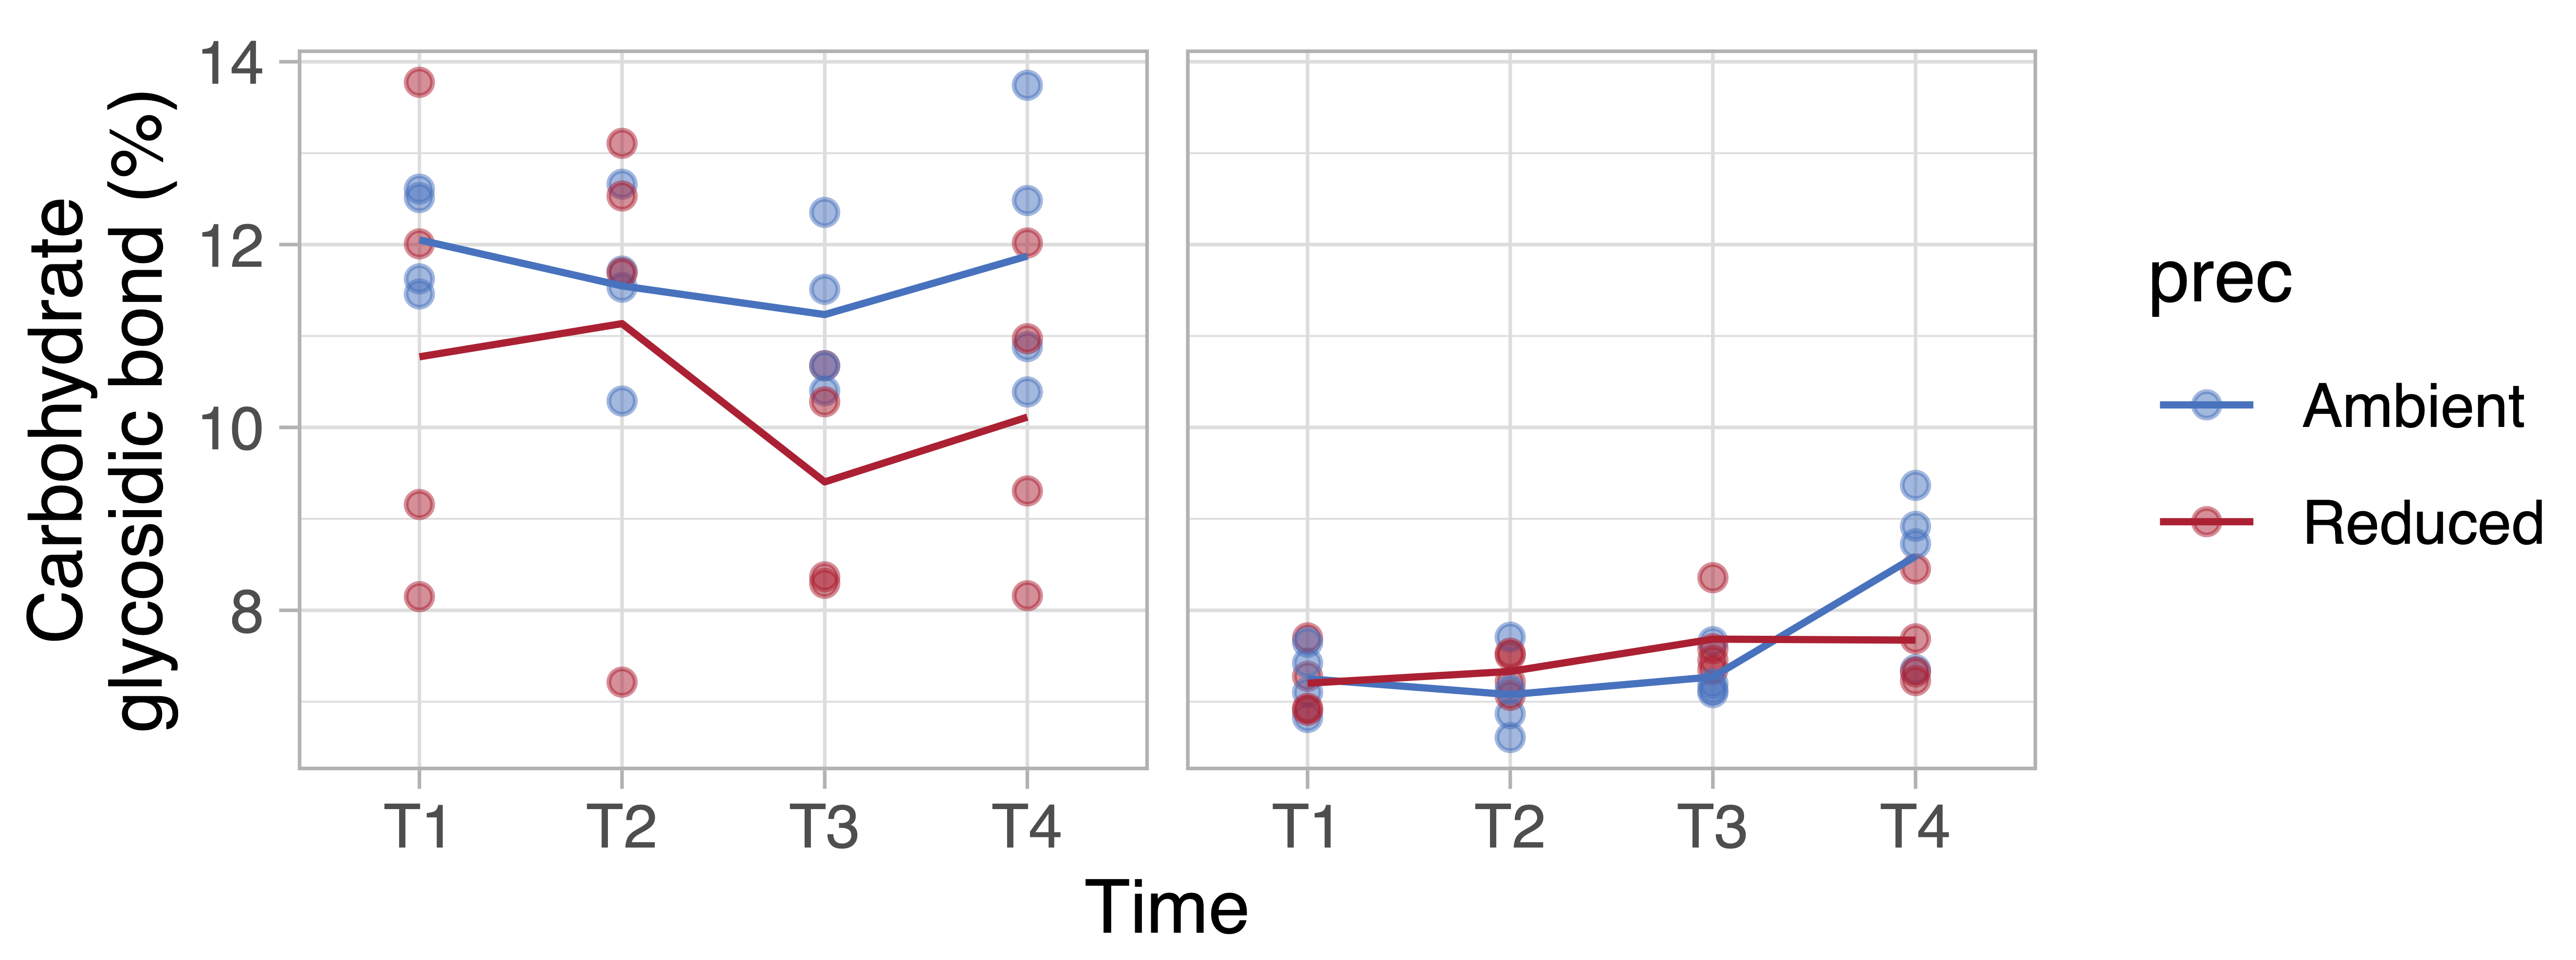 Carbohydrate
glycosidic bond (%)
14
12
10
8
T1 T2 T3 T4
T1 T2 T3 T4
Time
prec
Ambient
Reduced